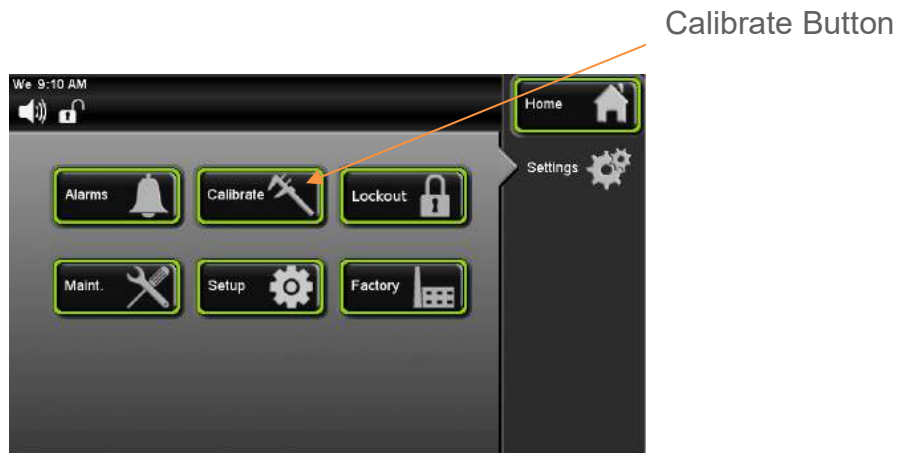 Calibrate Button
We 9:10 AM
Home
Settings
Alarms
Calibrate
Lockout
Maint.
Setup
Factory